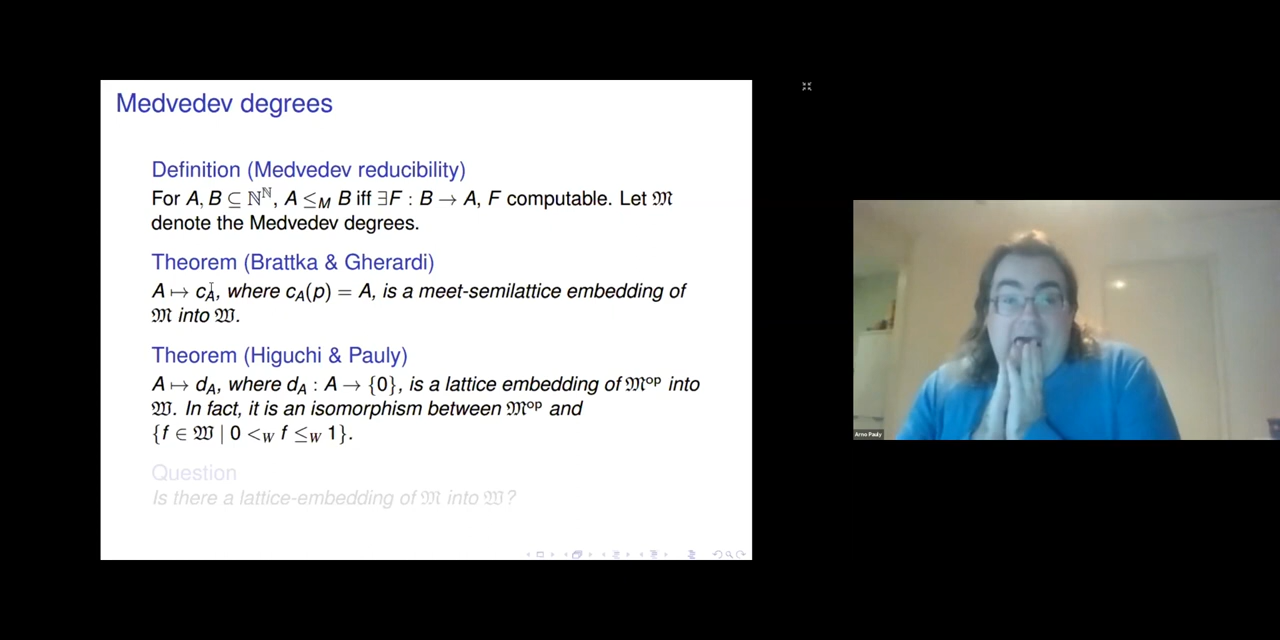 Medvedev degrees
Definition (Medvedev reducibility)
For A, B ⊆ ℕ^ℕ, A ≤_M B iff ∃F : B → A, F computable. Let 𝔐
denote the Medvedev degrees.
Theorem (Brattka & Gherardi)
A ↦ c_A, where c_A(p) = A, is a meet-semilattice embedding of
𝔐 into 𝔚.
Theorem (Higuchi & Pauly)
A ↦ d_A, where d_A : A → {0}, is a lattice embedding of 𝔐^op into
𝔚. In fact, it is an isomorphism between 𝔐^op and
{f ∈ 𝔚 | 0 <_W f ≤_W 1}.
Question
Is there a lattice-embedding of 𝔐 into 𝔚?
Arno Pauly